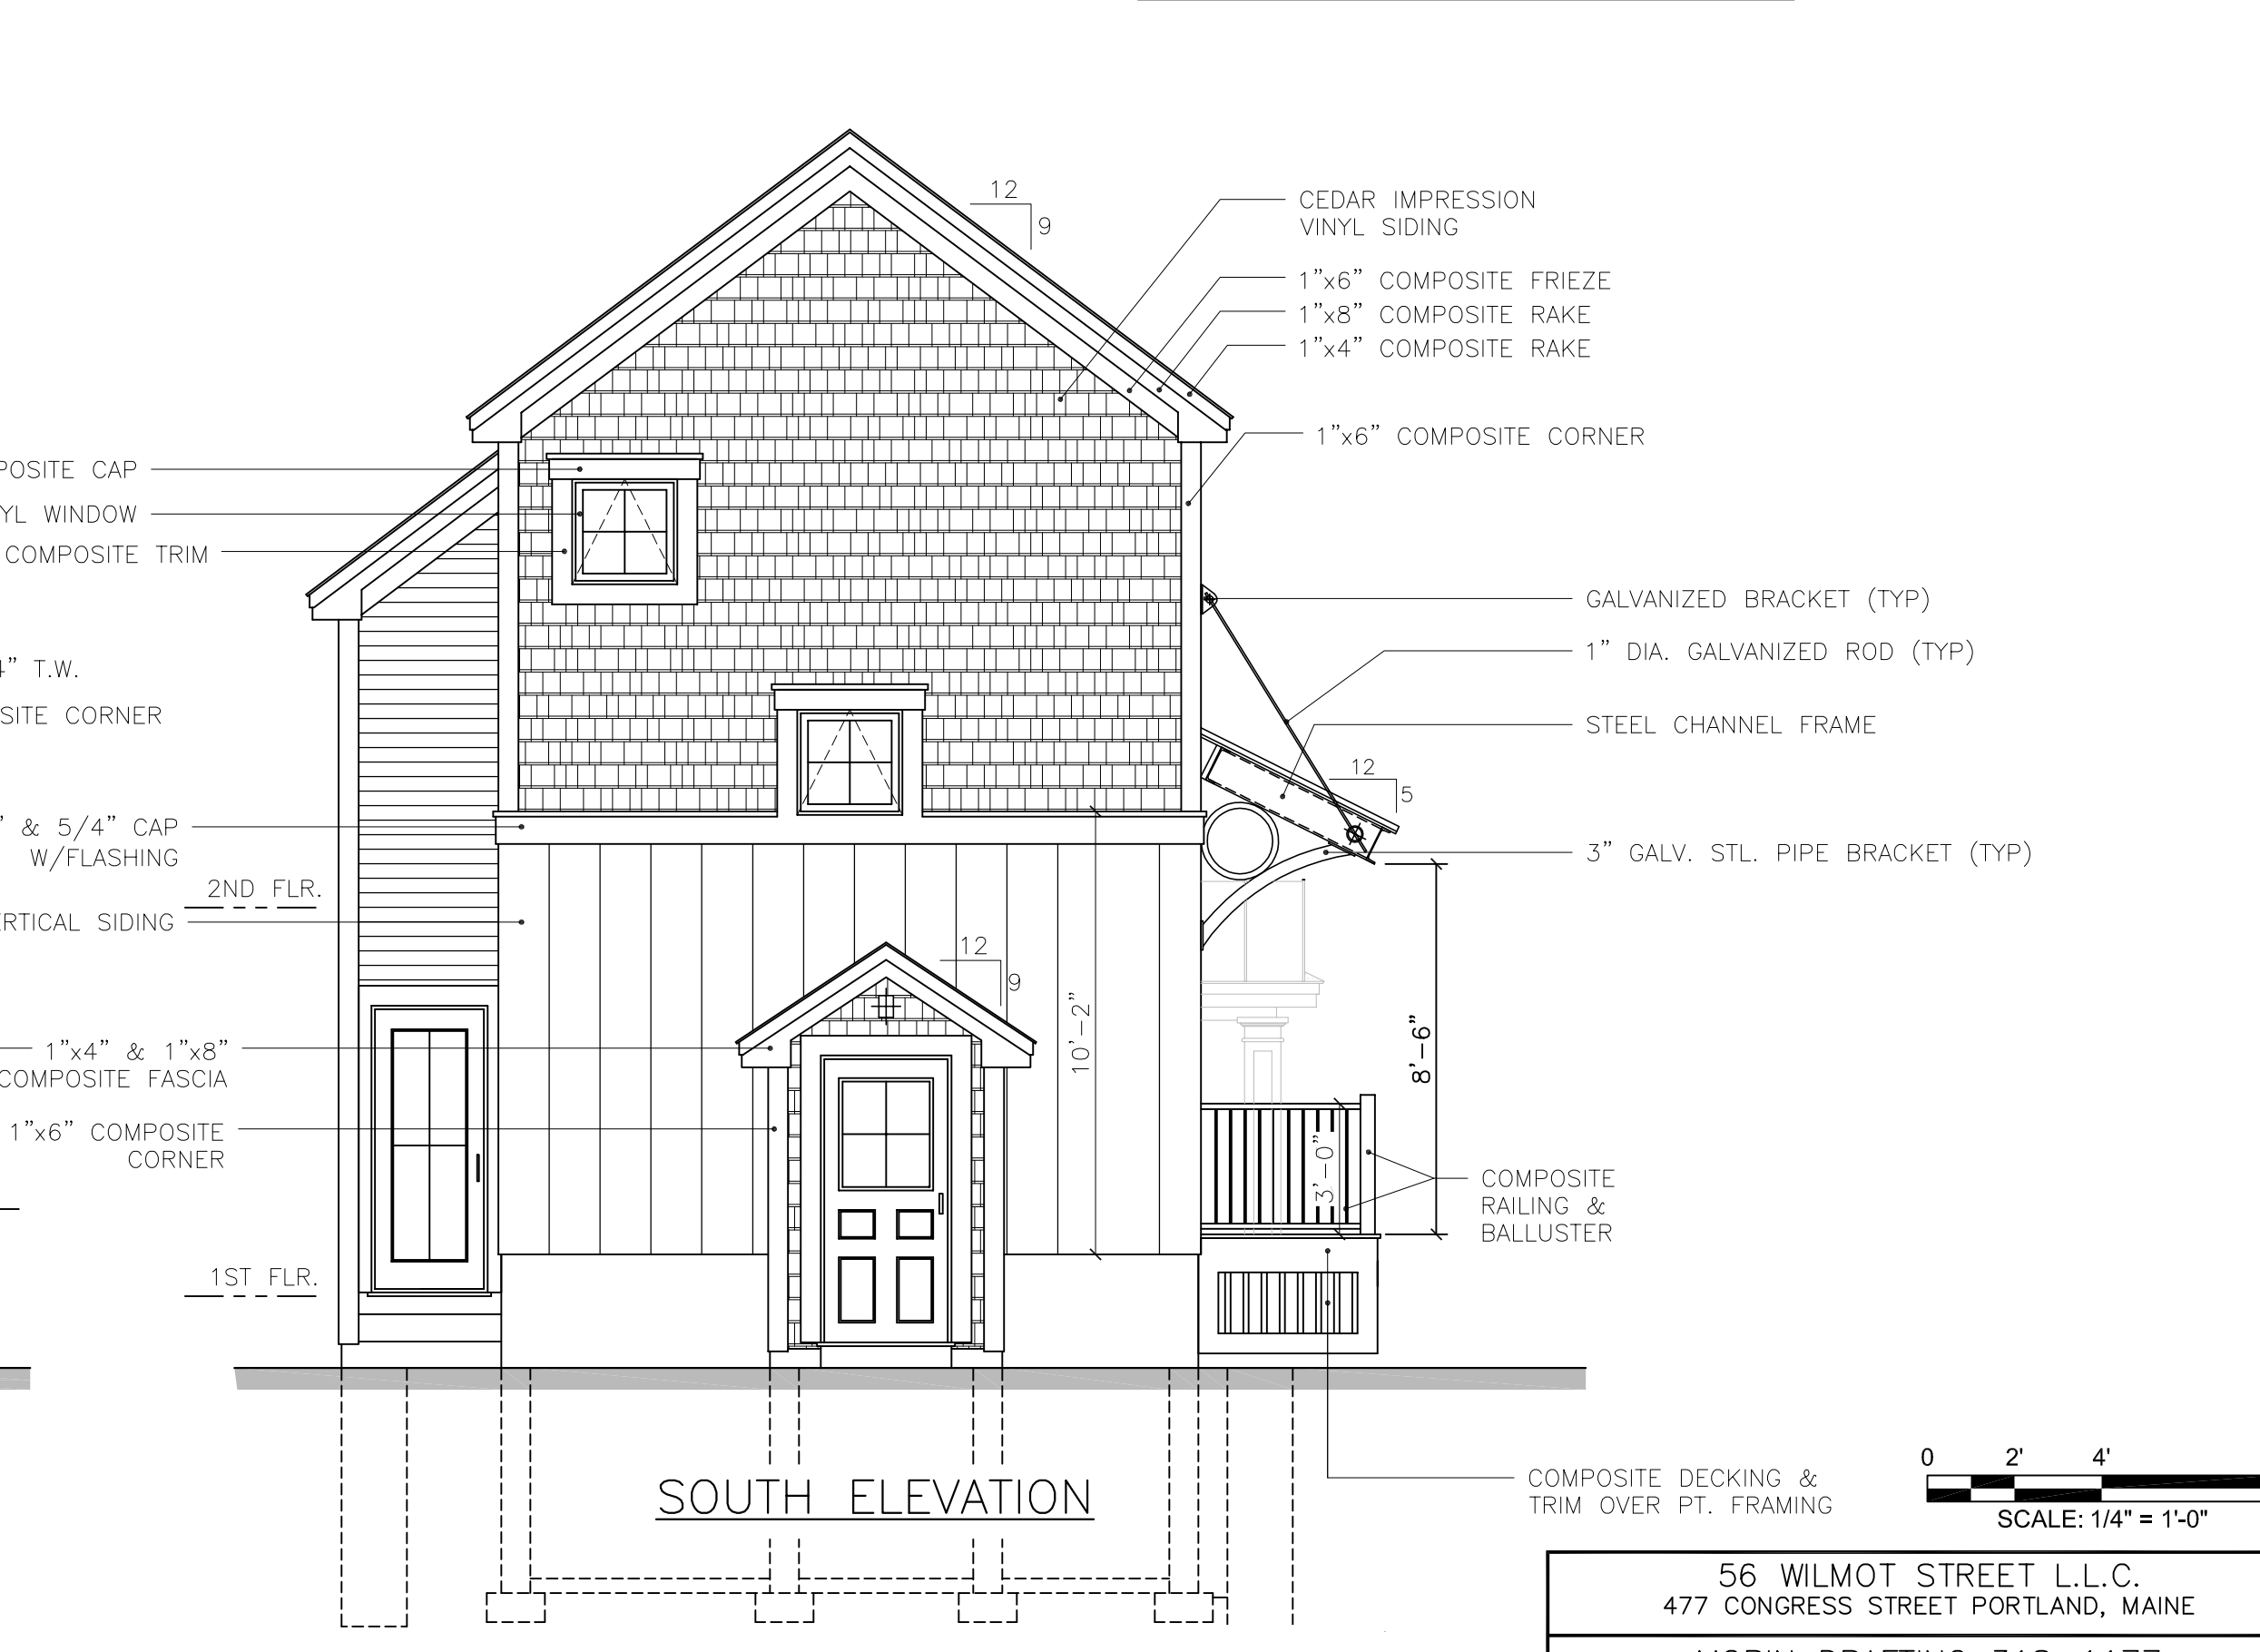 12
9
CEDAR IMPRESSION
VINYL SIDING
1"x6" COMPOSITE FRIEZE
1"x8" COMPOSITE RAKE
1"x4" COMPOSITE RAKE
1"x6" COMPOSITE CORNER
POSITE CAP
YL WINDOW
COMPOSITE TRIM
GALVANIZED BRACKET (TYP)
1" DIA. GALVANIZED ROD (TYP)
4" T.W.
SITE CORNER
STEEL CHANNEL FRAME
12
5
" & 5/4" CAP
W/FLASHING
3" GALV. STL. PIPE BRACKET (TYP)
2ND FLR.
ERTICAL SIDING
12
9
10'-2"
8'-6"
1"x4" & 1"x8"
COMPOSITE FASCIA
1"x6" COMPOSITE
CORNER
3'-0"
COMPOSITE
RAILING &
BALLUSTER
1ST FLR.
SOUTH ELEVATION
COMPOSITE DECKING &
TRIM OVER PT. FRAMING
0 2' 4'
SCALE: 1/4" = 1'-0"
56 WILMOT STREET L.L.C.
477 CONGRESS STREET PORTLAND, MAINE